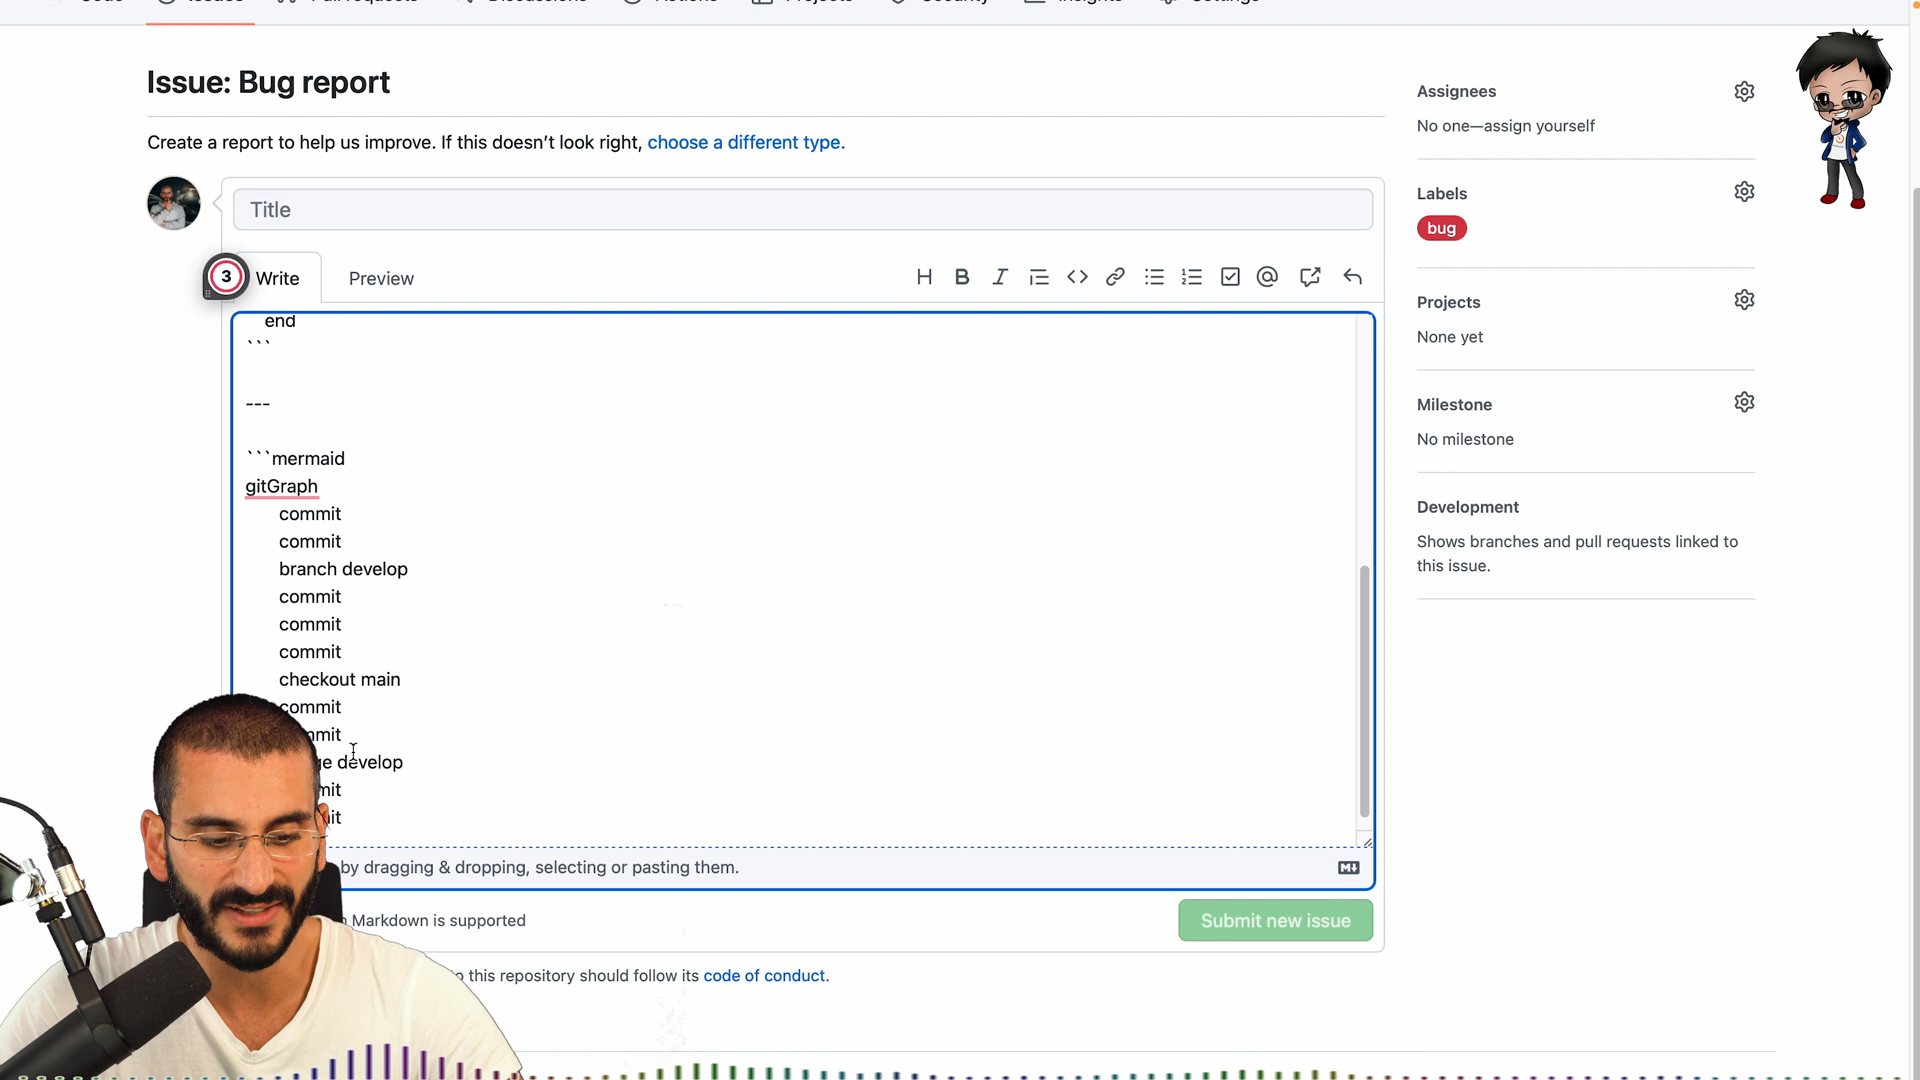 Issue: Bug report
Create a report to help us improve. If this doesn't look right, choose a different type.
Title
3
Write
Preview
end
```
---
```mermaid
gitGraph
commit
commit
branch develop
commit
commit
commit
checkout main
commit
develop
by dragging & dropping, selecting or pasting them.
Markdown is supported
Submit new issue
this repository should follow its code of conduct.
Assignees
No one—assign yourself
Labels
bug
Projects
None yet
Milestone
No milestone
Development
Shows branches and pull requests linked to
this issue.